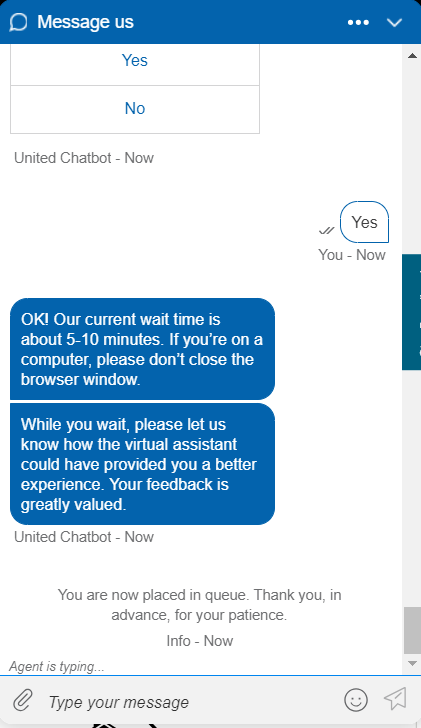 Message us
Yes
No
United Chatbot - Now
Yes
You - Now
OK! Our current wait time is
about 5-10 minutes. If you’re on a
computer, please don’t close the
browser window.
While you wait, please let us
know how the virtual assistant
could have provided you a better
experience. Your feedback is
greatly valued.
United Chatbot - Now
You are now placed in queue. Thank you, in
advance, for your patience.
Info - Now
Agent is typing...
Type your message